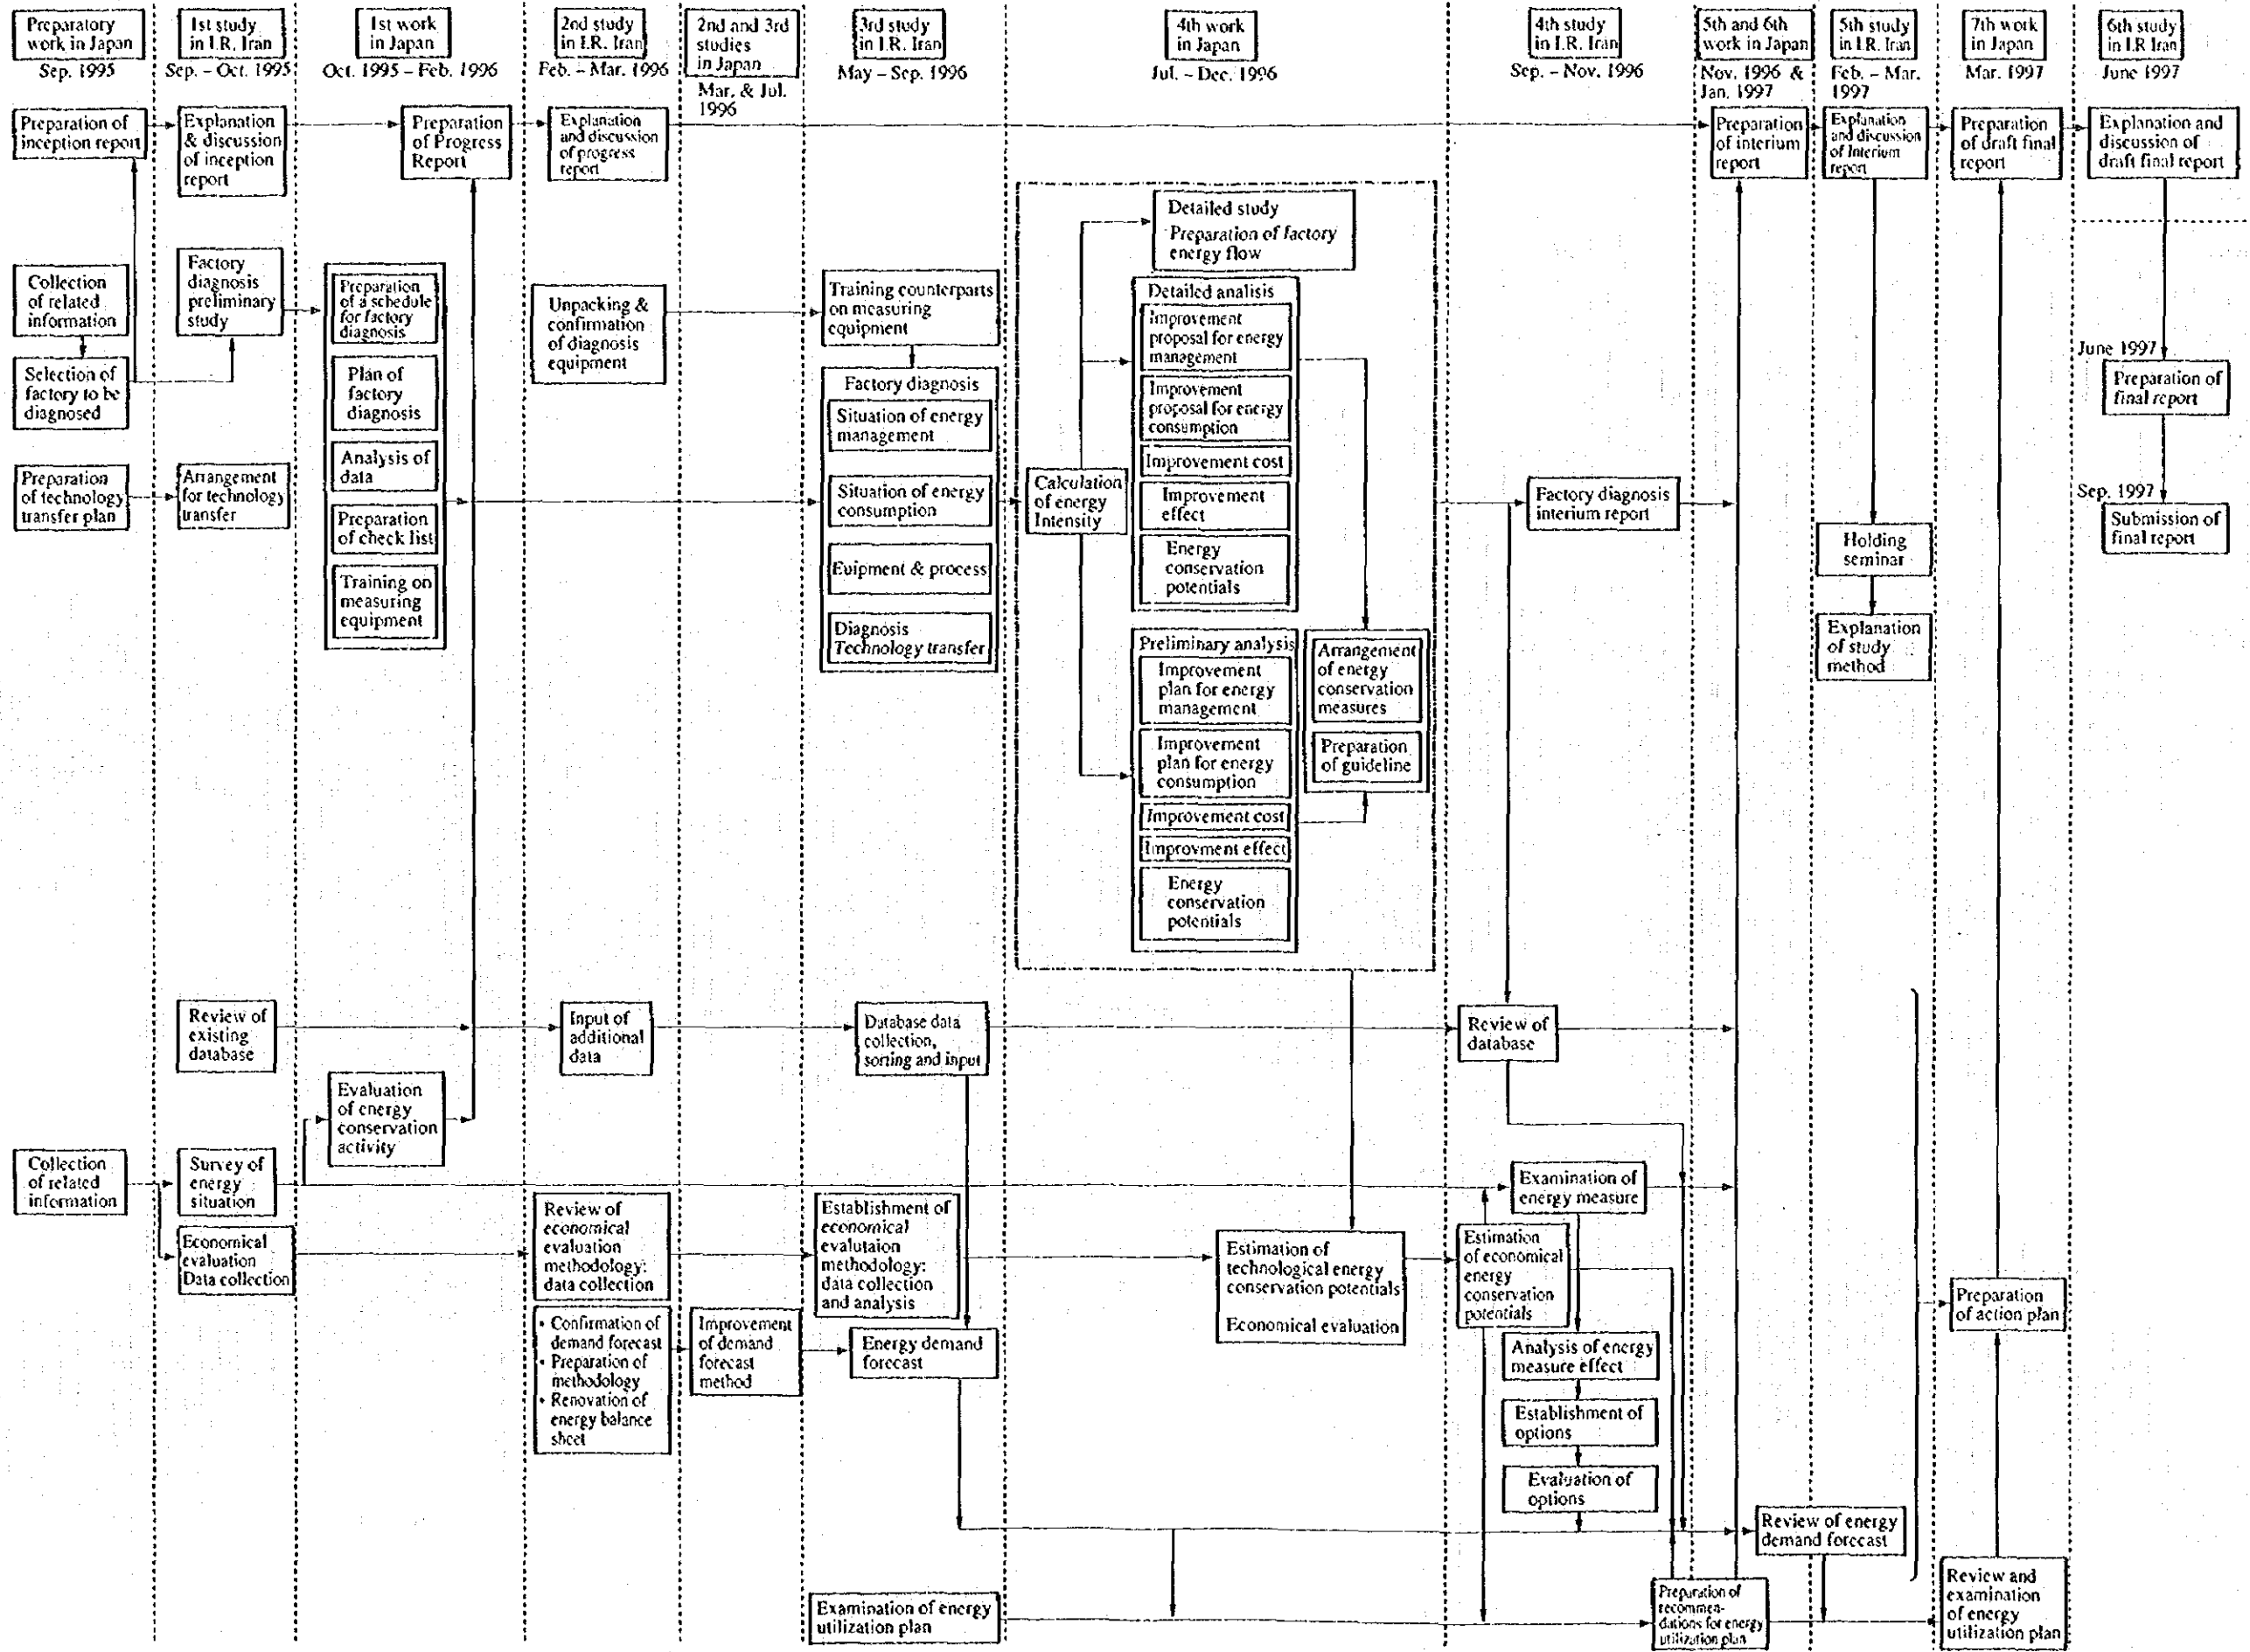 Preparatory
work in Japan
Sep. 1995
1st study
in I.R. Iran
Sep. – Oct. 1995
1st work
in Japan
Oct. 1995 – Feb. 1996
2nd study
in I.R. Iran
Feb. – Mar. 1996
2nd and 3rd
studies
in Japan
Mar. & Jul.
1996
3rd study
in I.R. Iran
May – Sep. 1996
4th work
in Japan
Jul. – Dec. 1996
4th study
in I.R. Iran
Sep. – Nov. 1996
5th and 6th
work in Japan
Nov. 1996 &
Jan. 1997
5th study
in I.R. Iran
Feb. – Mar.
1997
7th work
in Japan
Mar. 1997
6th study
in I.R Iran
June 1997
Preparation of
inception report
Explanation
& discussion
of inception
report
Preparation
of Progress
Report
Explanation
and discussion
of progress
report
Preparation
of interium
report
Explanation
and discussion
of Interium
report
Preparation
of draft final
report
Explanation and
discussion of
draft final report
Collection
of related
information
Selection of
factory to be
diagnosed
Preparation
of technology
transfer plan
Factory
diagnosis
preliminary
study
Arrangement
for technology
transfer
Preparation
of a schedule
for factory
diagnosis
Plan of
factory
diagnosis
Analysis of
data
Preparation
of check list
Training on
measuring
equipment
Unpacking &
confirmation
of diagnosis
equipment
Training counterparts
on measuring
equipment
Factory diagnosis
Situation of energy
management
Situation of energy
consumption
Euipment & process
Diagnosis
Technology transfer
Calculation
of energy
Intensity
Detailed study
Preparation of factory
energy flow
Detailed analisis
Improvement
proposal for energy
management
Improvement
proposal for energy
consumption
Improvement cost
Improvement
effect
Energy
conservation
potentials
Preliminary analysis
Improvement
plan for energy
management
Improvement
plan for energy
consumption
Improvement cost
Improvment effect
Energy
conservation
potentials
Arrangement
of energy
conservation
measures
Preparation
of guideline
Factory diagnosis
interium report
Holding
seminar
Explanation
of study
method
June 1997
Preparation of
final report
Sep. 1997
Submission of
final report
Review of
existing
database
Input of
additional
data
Database data
collection,
sorting and input
Review of
database
Evaluation
of energy
conservation
activity
Collection
of related
information
Survey of
energy
situation
Economical
evaluation
Data collection
Review of
economical
evaluation
methodology:
data collection
• Confirmation of
demand forecast
• Preparation of
methodology
• Renovation of
energy balance
sheet
Improvement
of demand
forecast
method
Establishment of
economical
evalutaion
methodology:
data collection
and analysis
Energy demand
forecast
Estimation of
technological energy
conservation potentials
Economical evaluation
Examination of
energy measure
Estimation
of economical
energy
conservation
potentials
Analysis of energy
measure effect
Establishment of
options
Evaluation of
options
Review of energy
demand forecast
Preparation
of action plan
Examination of energy
utilization plan
Preparation of
recommen-
dations for energy
utilization plan
Review and
examination
of energy
utilization plan